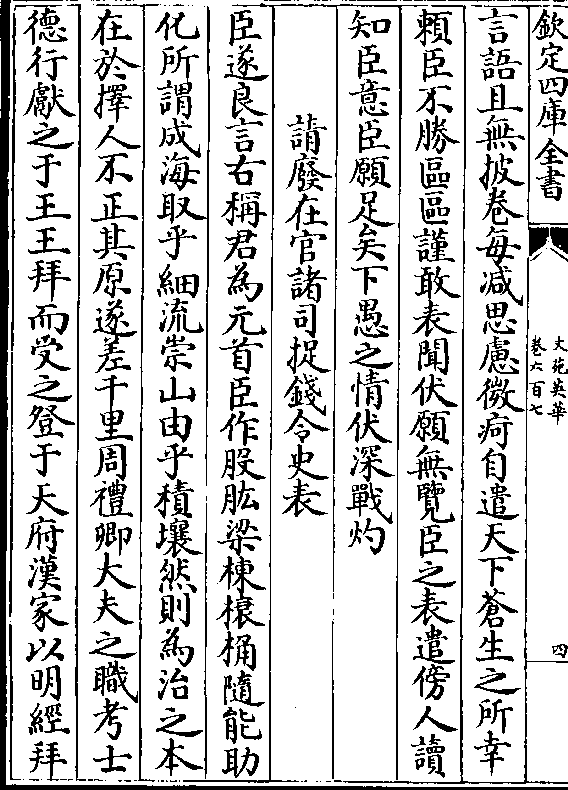 欽定四庫全書
文苑英華
卷六百七
四
言語且無披卷每減思慮微疴自遣天下蒼生之所幸
賴臣不勝區區謹敢表聞伏願無覽臣之表遣傍人讀
知臣意臣願足矣下愚之情伏深戰灼
請廢在官諸司捉錢令史表
臣遂良言右稱君為元首臣作股肱梁棟榱桷隨能助
化所謂成海取乎細流崇山由乎積壤然則為治之本
在於擇人不正其原遂差千里周禮卿大夫之職考士
德行獻之于王王拜而受之登于天府漢家以明經拜